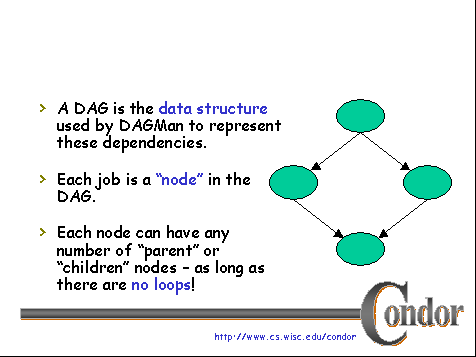 A DAG is the data structure
used by DAGMan to represent
these dependencies.
Each job is a “node” in the
DAG.
Each node can have any
number of “parent” or
“children” nodes – as long as
there are no loops!
Condor
http://www.cs.wisc.edu/condor